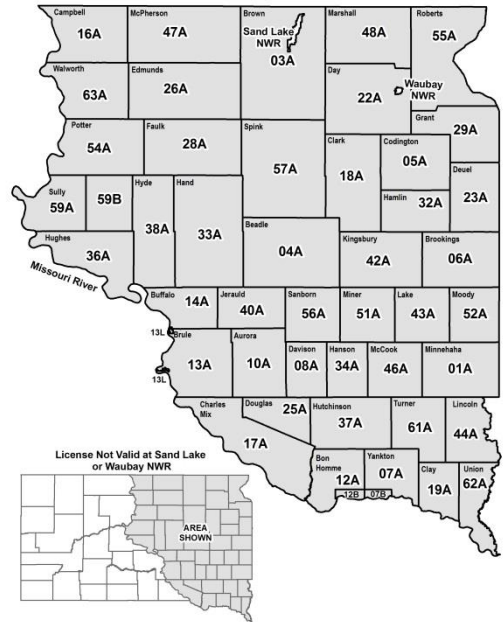 Campbell
16A
McPherson
47A
Brown
Sand Lake
NWR
03A
Marshall
48A
Roberts
55A
Walworth
63A
Edmunds
26A
Day
22A
Waubay
NWR
Grant
29A
Potter
54A
Faulk
28A
Spink
57A
Clark
18A
Codington
05A
Hamlin
32A
Deuel
23A
Sully
59A
59B
Hyde
38A
Hand
33A
Beadle
04A
Kingsbury
42A
Brookings
06A
Hughes
36A
Missouri River
Buffalo
14A
Jerauld
40A
Sanborn
56A
Miner
51A
Lake
43A
Moody
52A
13L
Brule
13A
13L
Aurora
10A
Davison
08A
Hanson
34A
McCook
46A
Minnehaha
01A
Charles
Mix
17A
Douglas
25A
Hutchinson
37A
Turner
61A
Lincoln
44A
Bon
Homme
12A
12B
Yankton
07A
07B
Clay
19A
Union
62A
License Not Valid at Sand Lake
or Waubay NWR
AREA
SHOWN